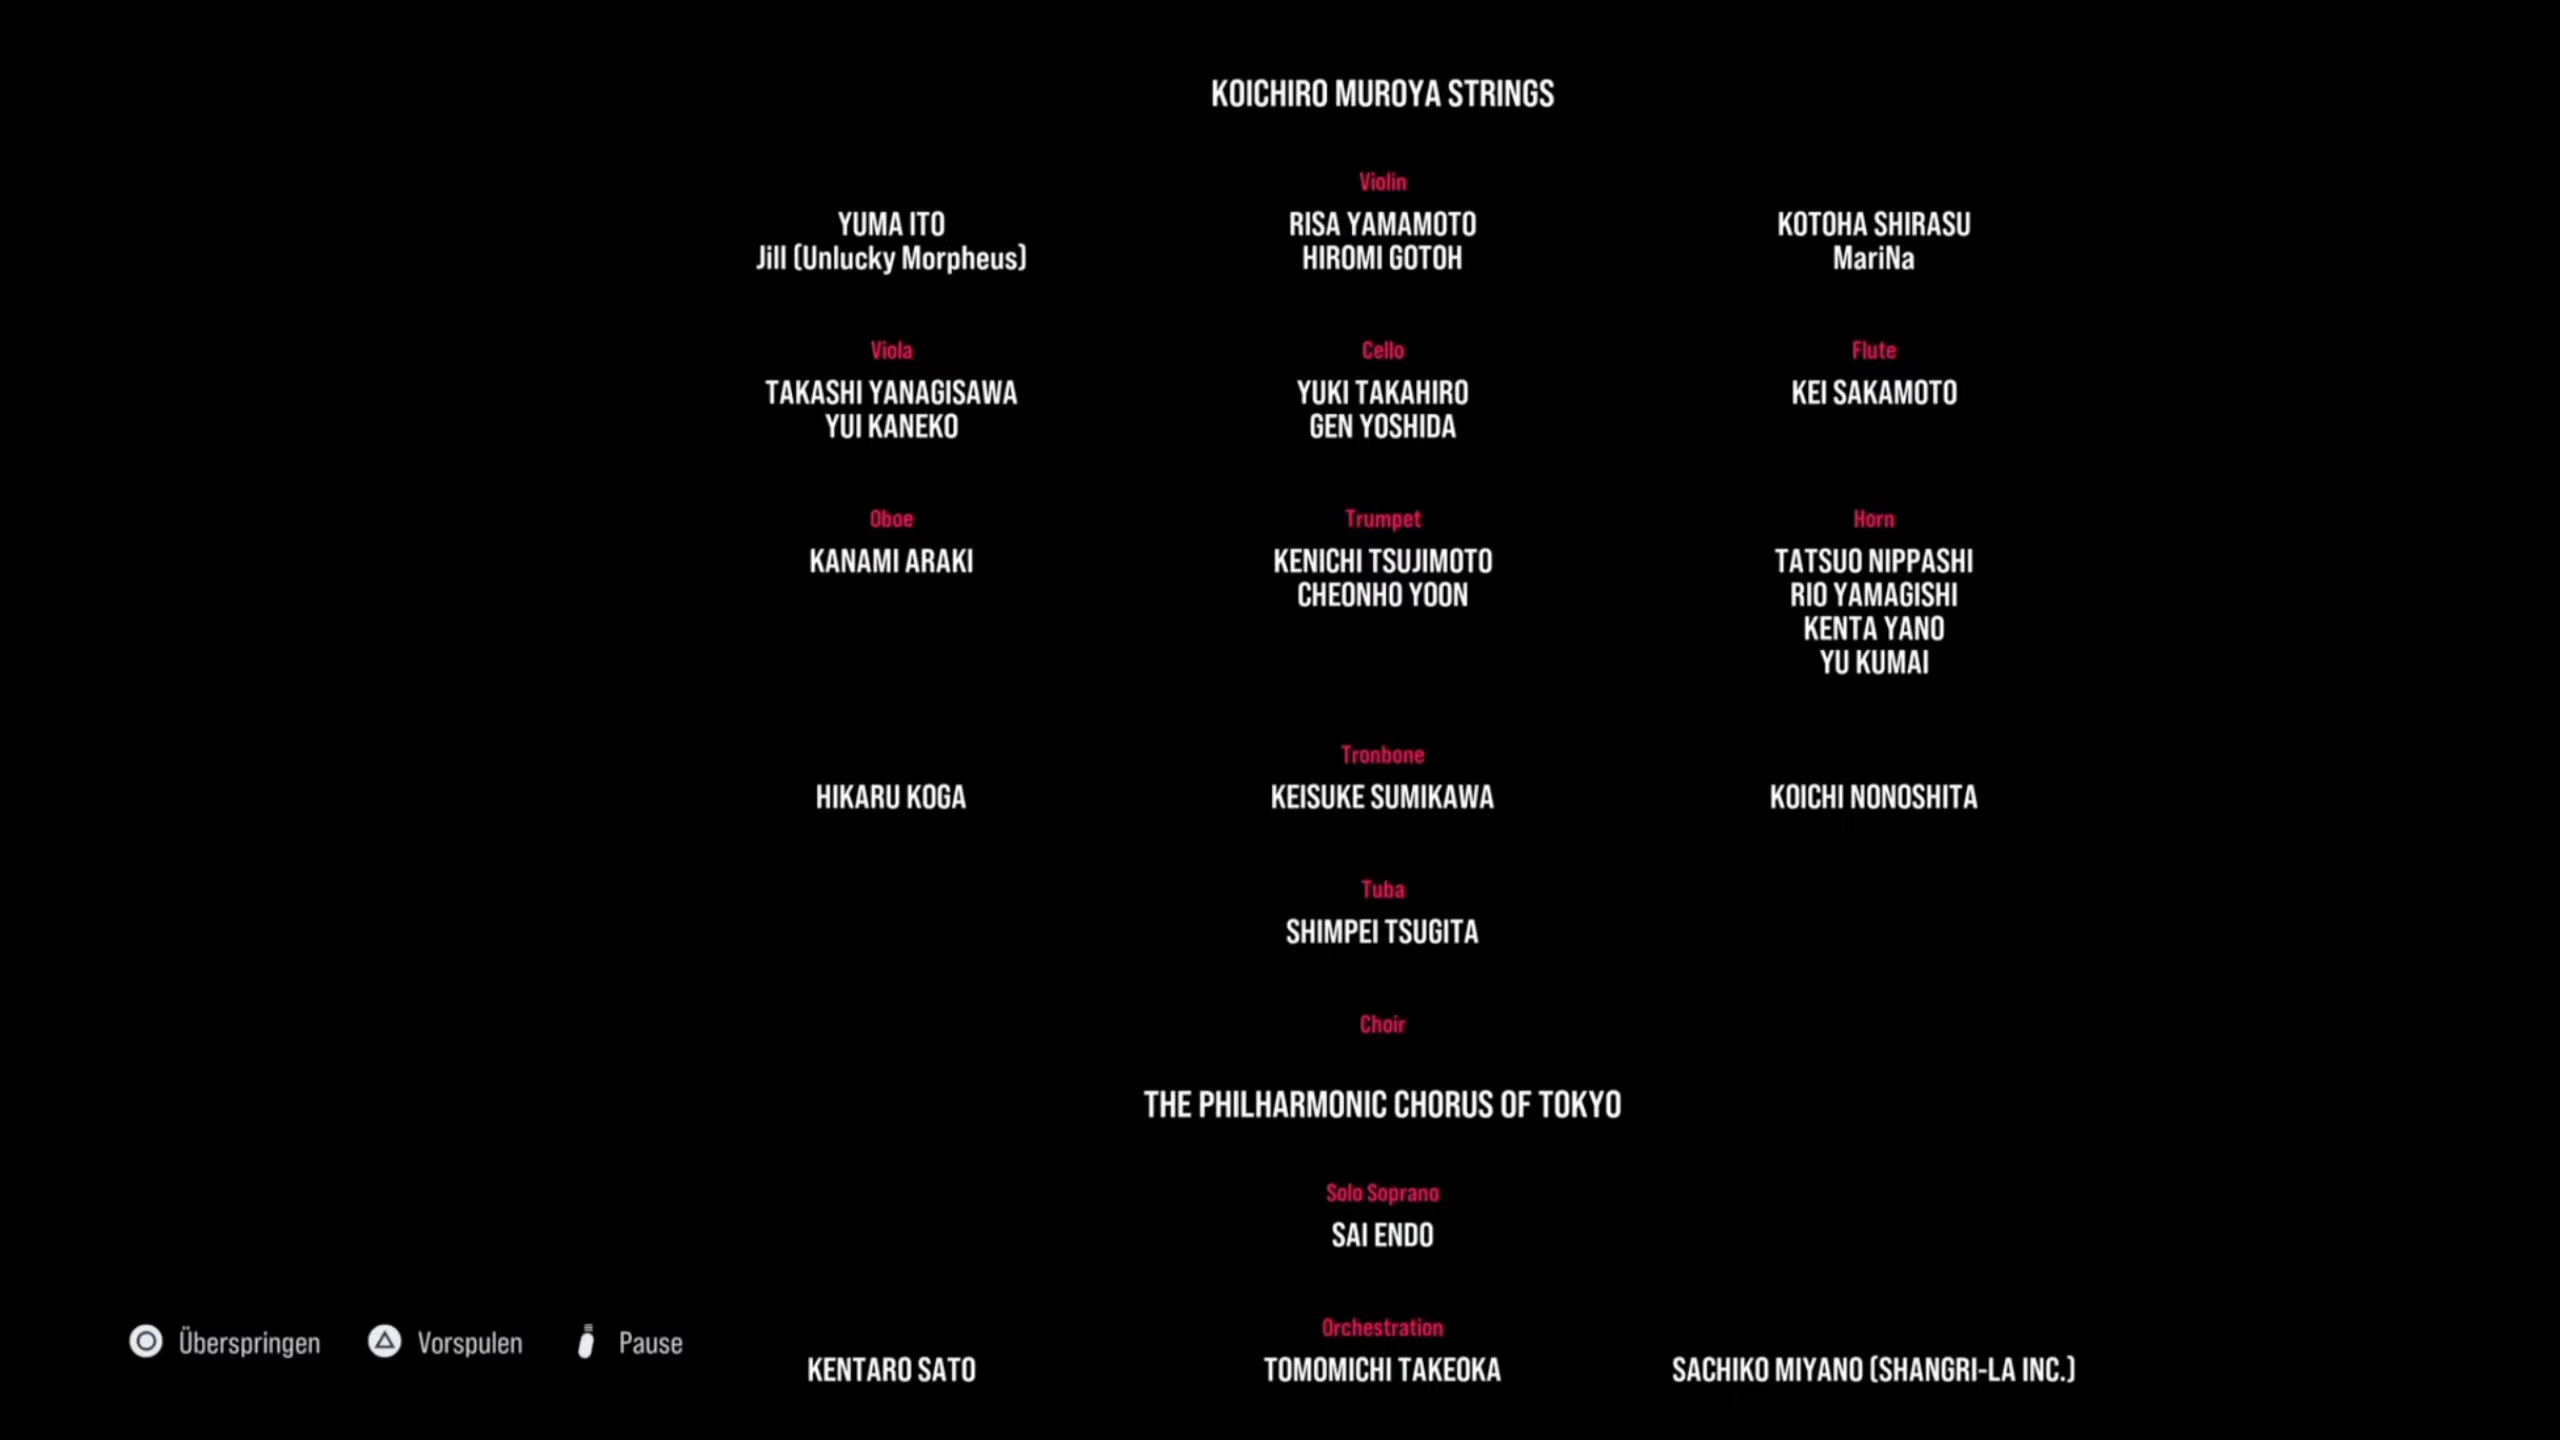 KOICHIRO MUROYA STRINGS
Violin
YUMA ITO RISA YAMAMOTO KOTOHA SHIRASU
Jill (Unlucky Morpheus) HIROMI GOTOH MariNa
Viola Cello Flute
TAKASHI YANAGISAWA YUKI TAKAHIRO KEI SAKAMOTO
YUI KANEKO GEN YOSHIDA
Oboe Trumpet Horn
KANAMI ARAKI KENICHI TSUJIMOTO TATSUO NIPPASHI
CHEONHO YOON RIO YAMAGISHI
KENTA YANO
YU KUMAI
Tronbone
HIKARU KOGA KEISUKE SUMIKAWA KOICHI NONOSHITA
Tuba
SHIMPEI TSUGITA
Choir
THE PHILHARMONIC CHORUS OF TOKYO
Solo Soprano
SAI ENDO
Orchestration
KENTARO SATO TOMOMICHI TAKEOKA SACHIKO MIYANO (SHANGRI-LA INC.)
Überspringen Vorspulen Pause